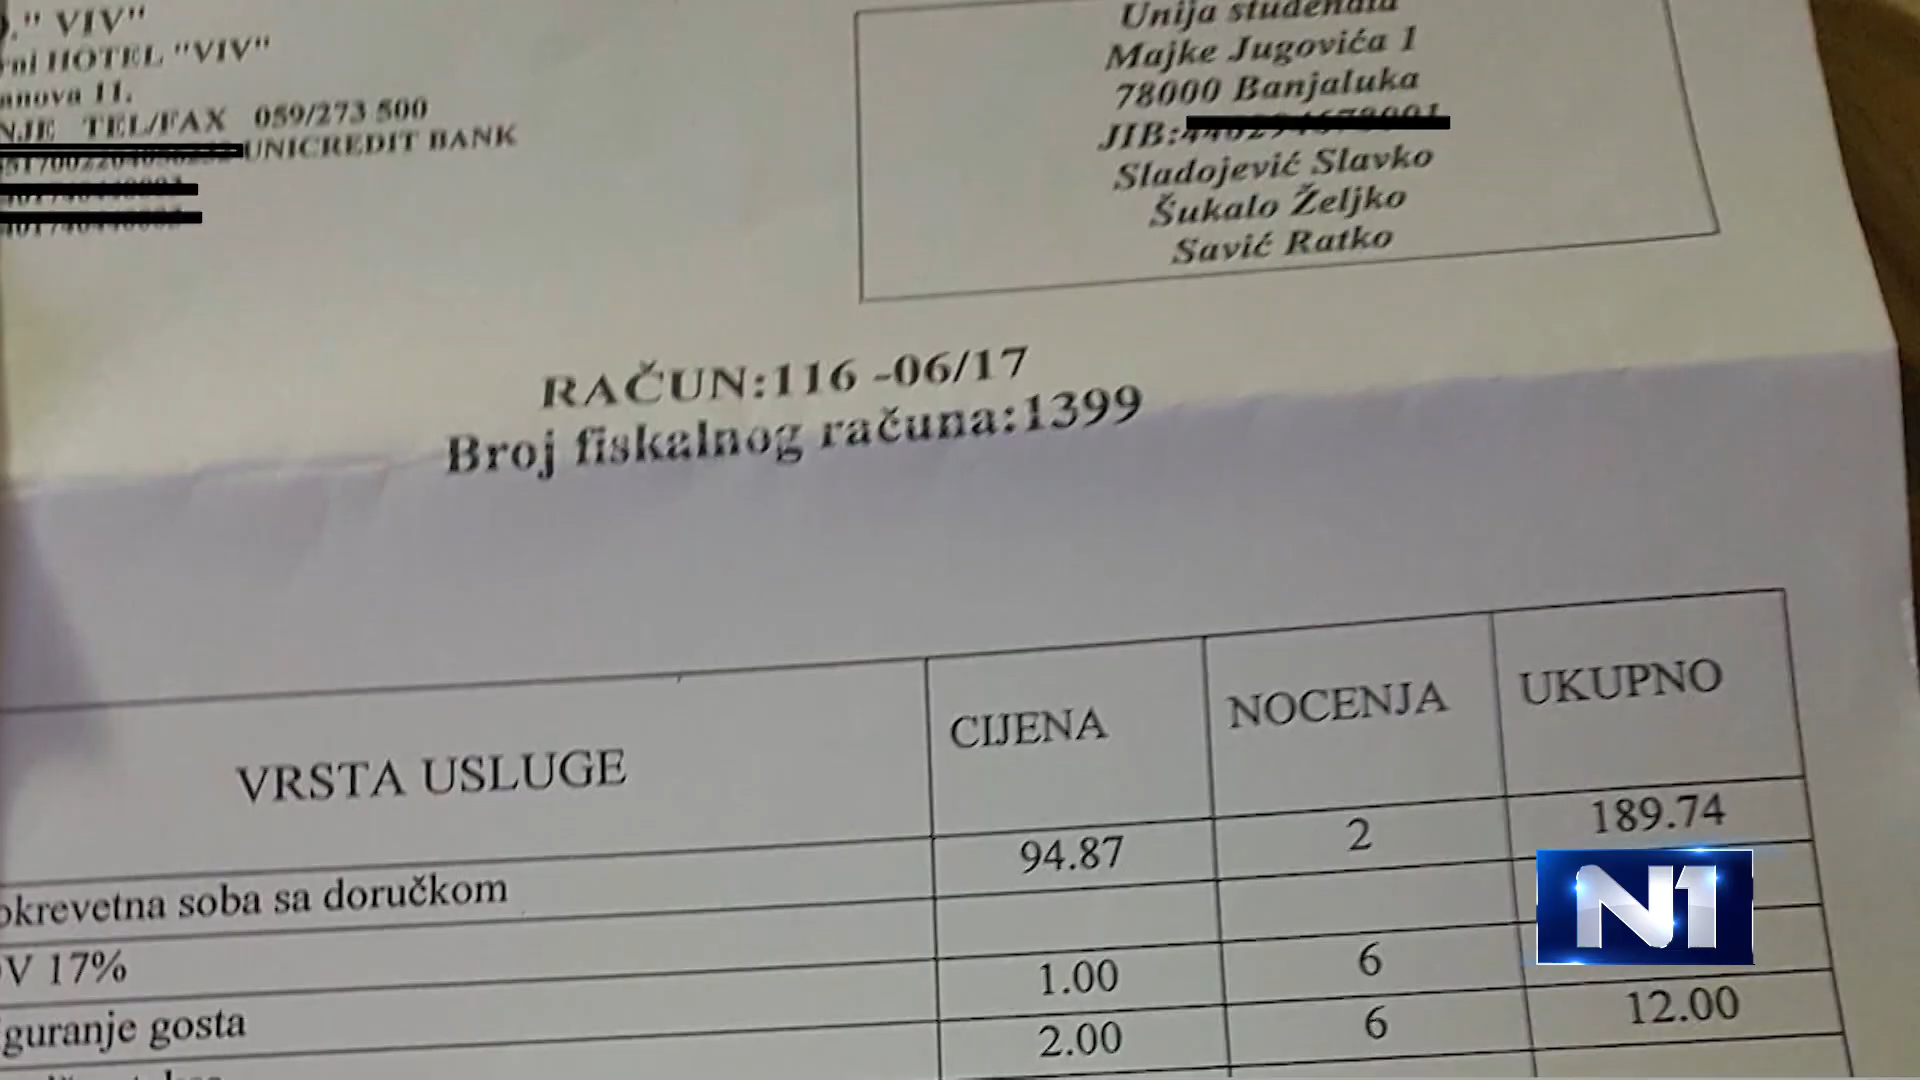 ." VIV"
rni HOTEL "VIV"
anova 11.
NJE TEL/FAX 059/273 500
UNICREDIT BANK
Unija studenata
Majke Jugovića 1
78000 Banjaluka
JIB:
Sladojević Slavko
Šukalo Željko
Savić Ratko
RAČUN:116 -06/17
Broj fiskalnog računa:1399
VRSTA USLUGE CIJENA NOCENJA UKUPNO
okrevetna soba sa doručkom 94.87 2 189.74
V 17%
guranje gosta 1.00 6
2.00 6 12.00
N1